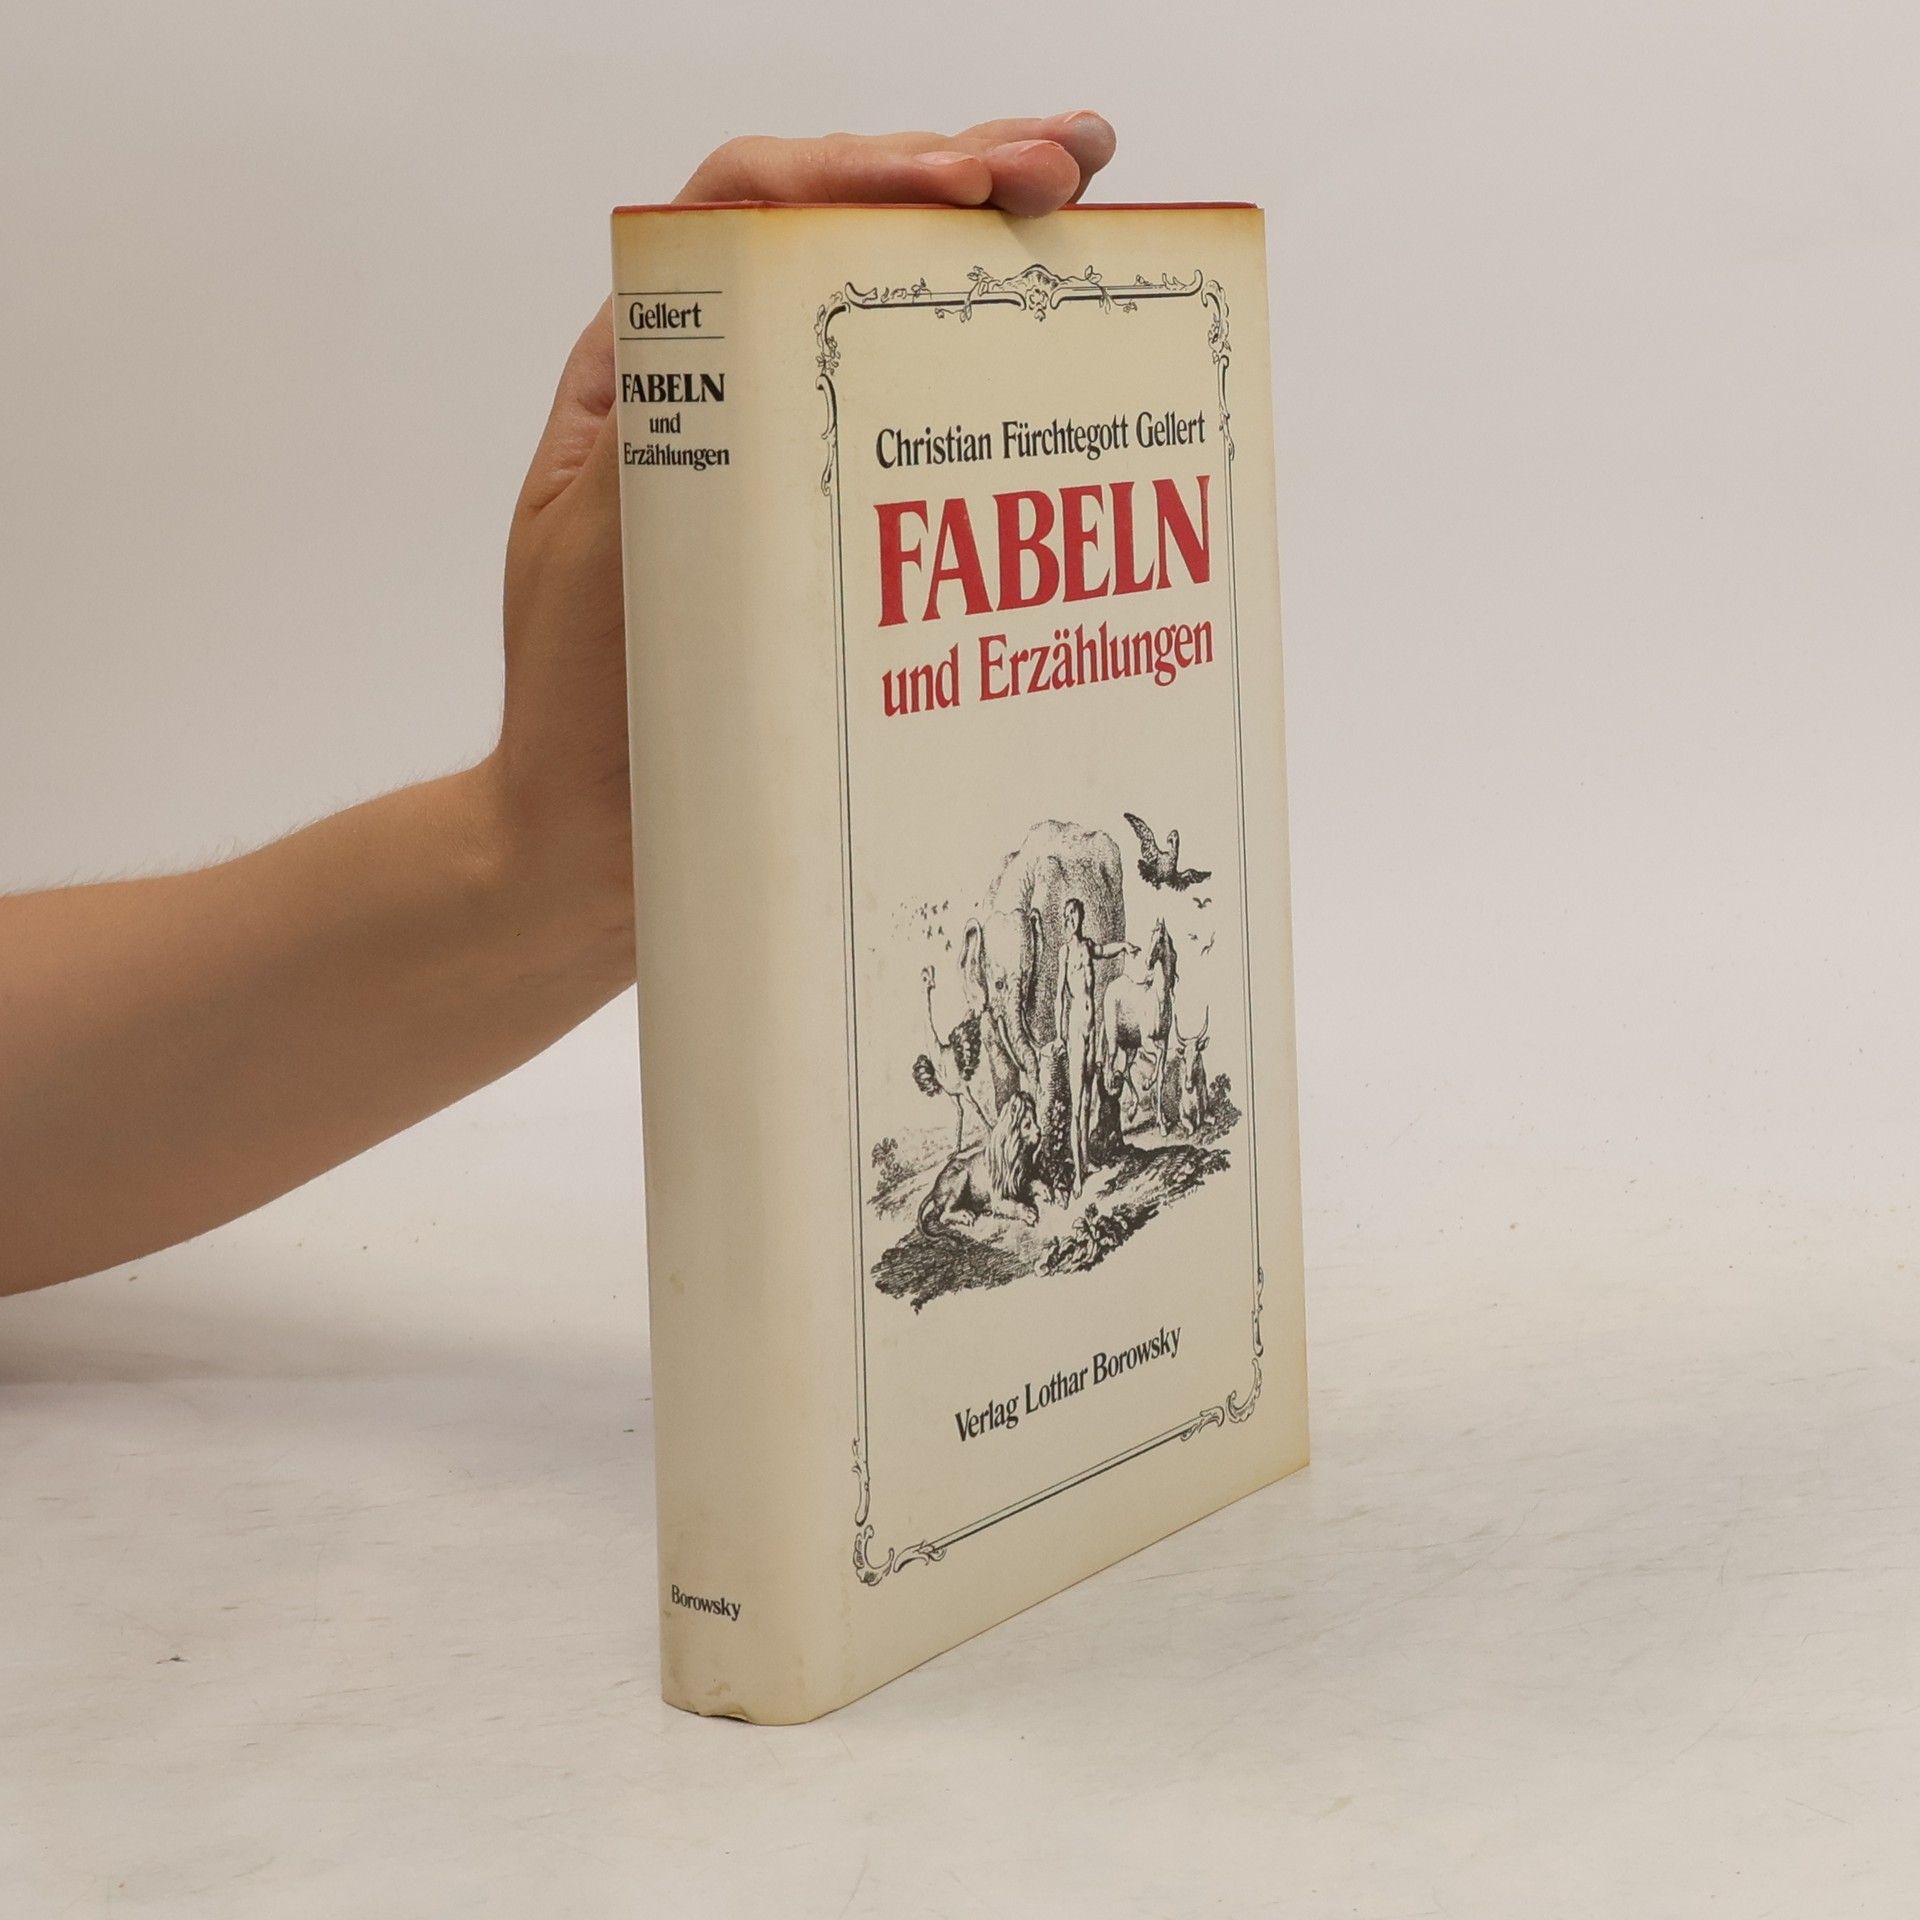 Gellert
FABELN
und
Erzählungen
Borowsky
Christian Fürchtegott Gellert
FABELN
und Erzählungen
Verlag Lothar Borowsky